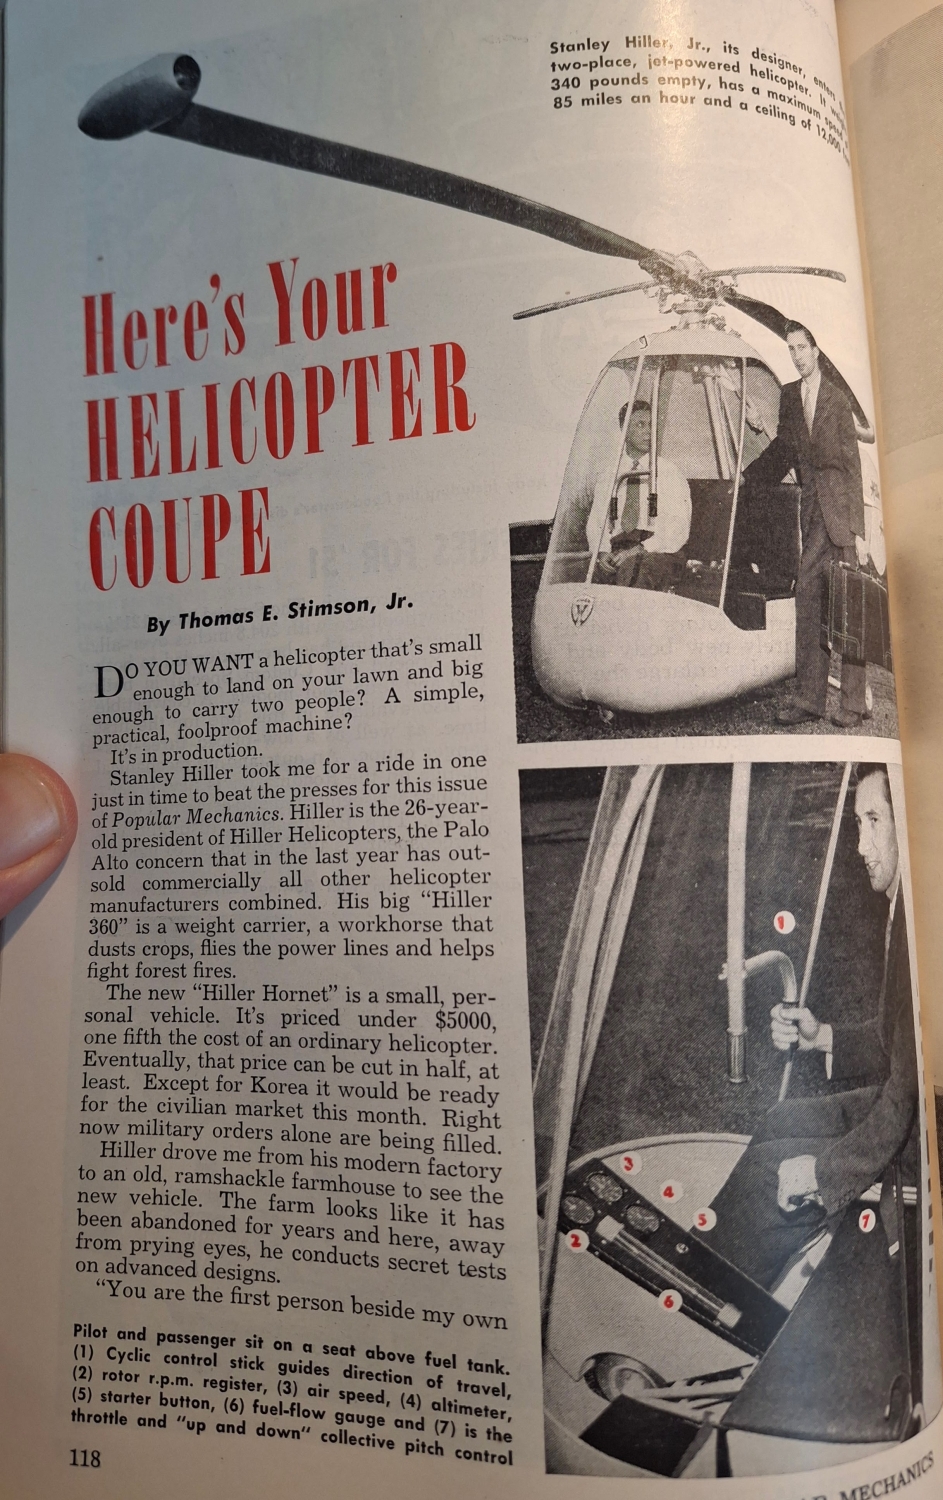 Stanley Hiller, Jr., its designer, enters
two-place, jet-powered helicopter. It
340 pounds empty, has a maximum speed
85 miles an hour and a ceiling of 12,000
Here's Your
HELICOPTER
COUPE
By Thomas E. Stimson, Jr.
DO YOU WANT a helicopter that's small
enough to land on your lawn and big
enough to carry two people? A simple,
practical, foolproof machine?
It's in production.
Stanley Hiller took me for a ride in one
just in time to beat the presses for this issue
of Popular Mechanics. Hiller is the 26-year-
old president of Hiller Helicopters, the Palo
Alto concern that in the last year has out-
sold commercially all other helicopter
manufacturers combined. His big “Hiller
360” is a weight carrier, a workhorse that
dusts crops, flies the power lines and helps
fight forest fires.
The new “Hiller Hornet” is a small, per-
sonal vehicle. It's priced under $5000,
one fifth the cost of an ordinary helicopter.
Eventually, that price can be cut in half, at
least. Except for Korea it would be ready
for the civilian market this month. Right
now military orders alone are being filled.
Hiller drove me from his modern factory
to an old, ramshackle farmhouse to see the
new vehicle. The farm looks like it has
been abandoned for years and here, away
from prying eyes, he conducts secret tests
on advanced designs.
“You are the first person beside my own
1
3
4
5
2
7
6
Pilot and passenger sit on a seat above fuel tank.
(1) Cyclic control stick guides direction of travel,
(2) rotor r.p.m. register, (3) air speed, (4) altimeter,
(5) starter button, (6) fuel-flow gauge and (7) is the
throttle and “up and down” collective pitch control
118
MECHANICS